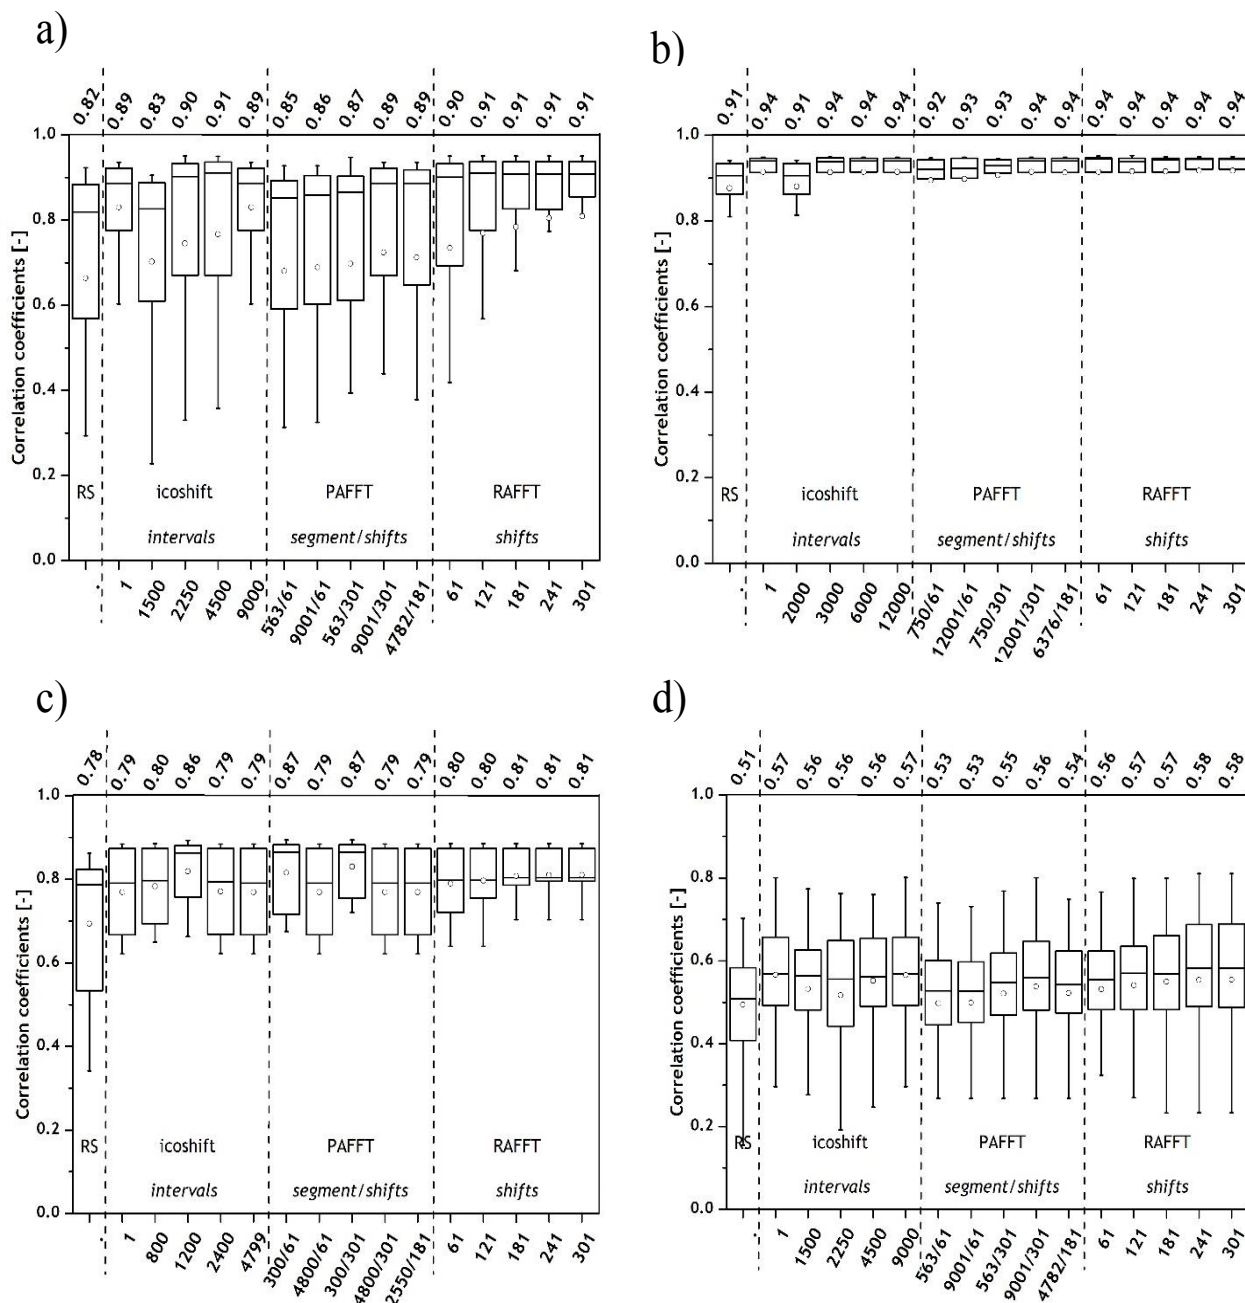 a)
0.82 0.89 0.83 0.90 0.91 0.89 0.85 0.86 0.87 0.89 0.89 0.90 0.91 0.91 0.91 0.91
1.0
0.8
0.6
0.4
0.2
0.0
Correlation coefficients [-]
RS icoshift PAFFT RAFFT
intervals segment/shifts shifts
- 1 1500 2250 4500 9000 563/61 9001/61 563/301 9001/301 4782/181 61 121 181 241 301
b)
0.91 0.94 0.91 0.94 0.94 0.94 0.92 0.93 0.93 0.94 0.94 0.94 0.94 0.94 0.94 0.94
1.0
0.8
0.6
0.4
0.2
0.0
Correlation coefficients [-]
RS icoshift PAFFT RAFFT
intervals segment/shifts shifts
- 1 2000 3000 6000 12000 750/61 12001/61 750/301 12001/301 6376/181 61 121 181 241 301
c)
0.78 0.79 0.80 0.86 0.79 0.79 0.87 0.79 0.87 0.79 0.79 0.80 0.80 0.81 0.81 0.81
1.0
0.8
0.6
0.4
0.2
0.0
Correlation coefficients [-]
RS icoshift PAFFT RAFFT
intervals segment/shifts shifts
- 1 800 1200 2400 4799 300/61 4800/61 300/301 4800/301 2550/181 61 121 181 241 301
d)
0.51 0.57 0.56 0.56 0.56 0.57 0.53 0.53 0.55 0.56 0.54 0.56 0.57 0.57 0.58 0.58
1.0
0.8
0.6
0.4
0.2
0.0
Correlation coefficients [-]
RS icoshift PAFFT RAFFT
intervals segment/shifts shifts
- 1 1500 2250 4500 9000 563/61 9001/61 563/301 9001/301 4782/181 61 121 181 241 301